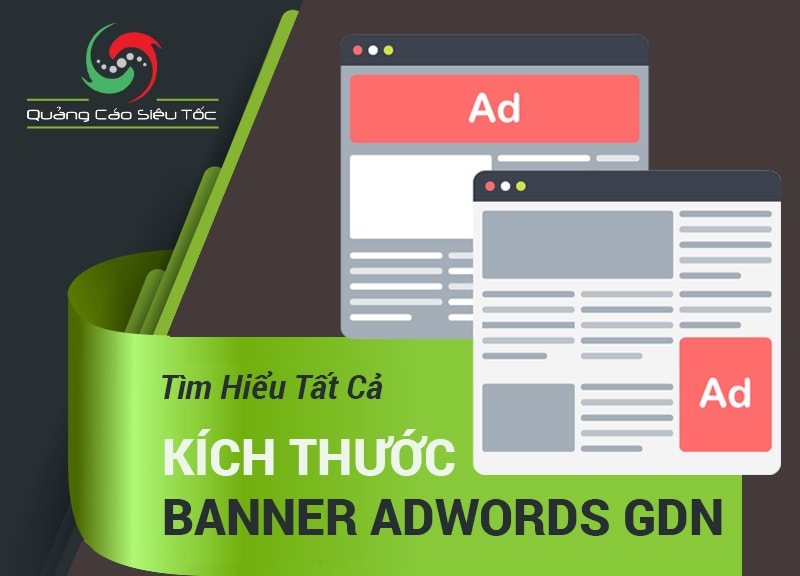 Quảng Cáo Siêu Tốc
Ad
Ad
Tìm Hiểu Tất Cả
KÍCH THƯỚC
BANNER ADWORDS GDN